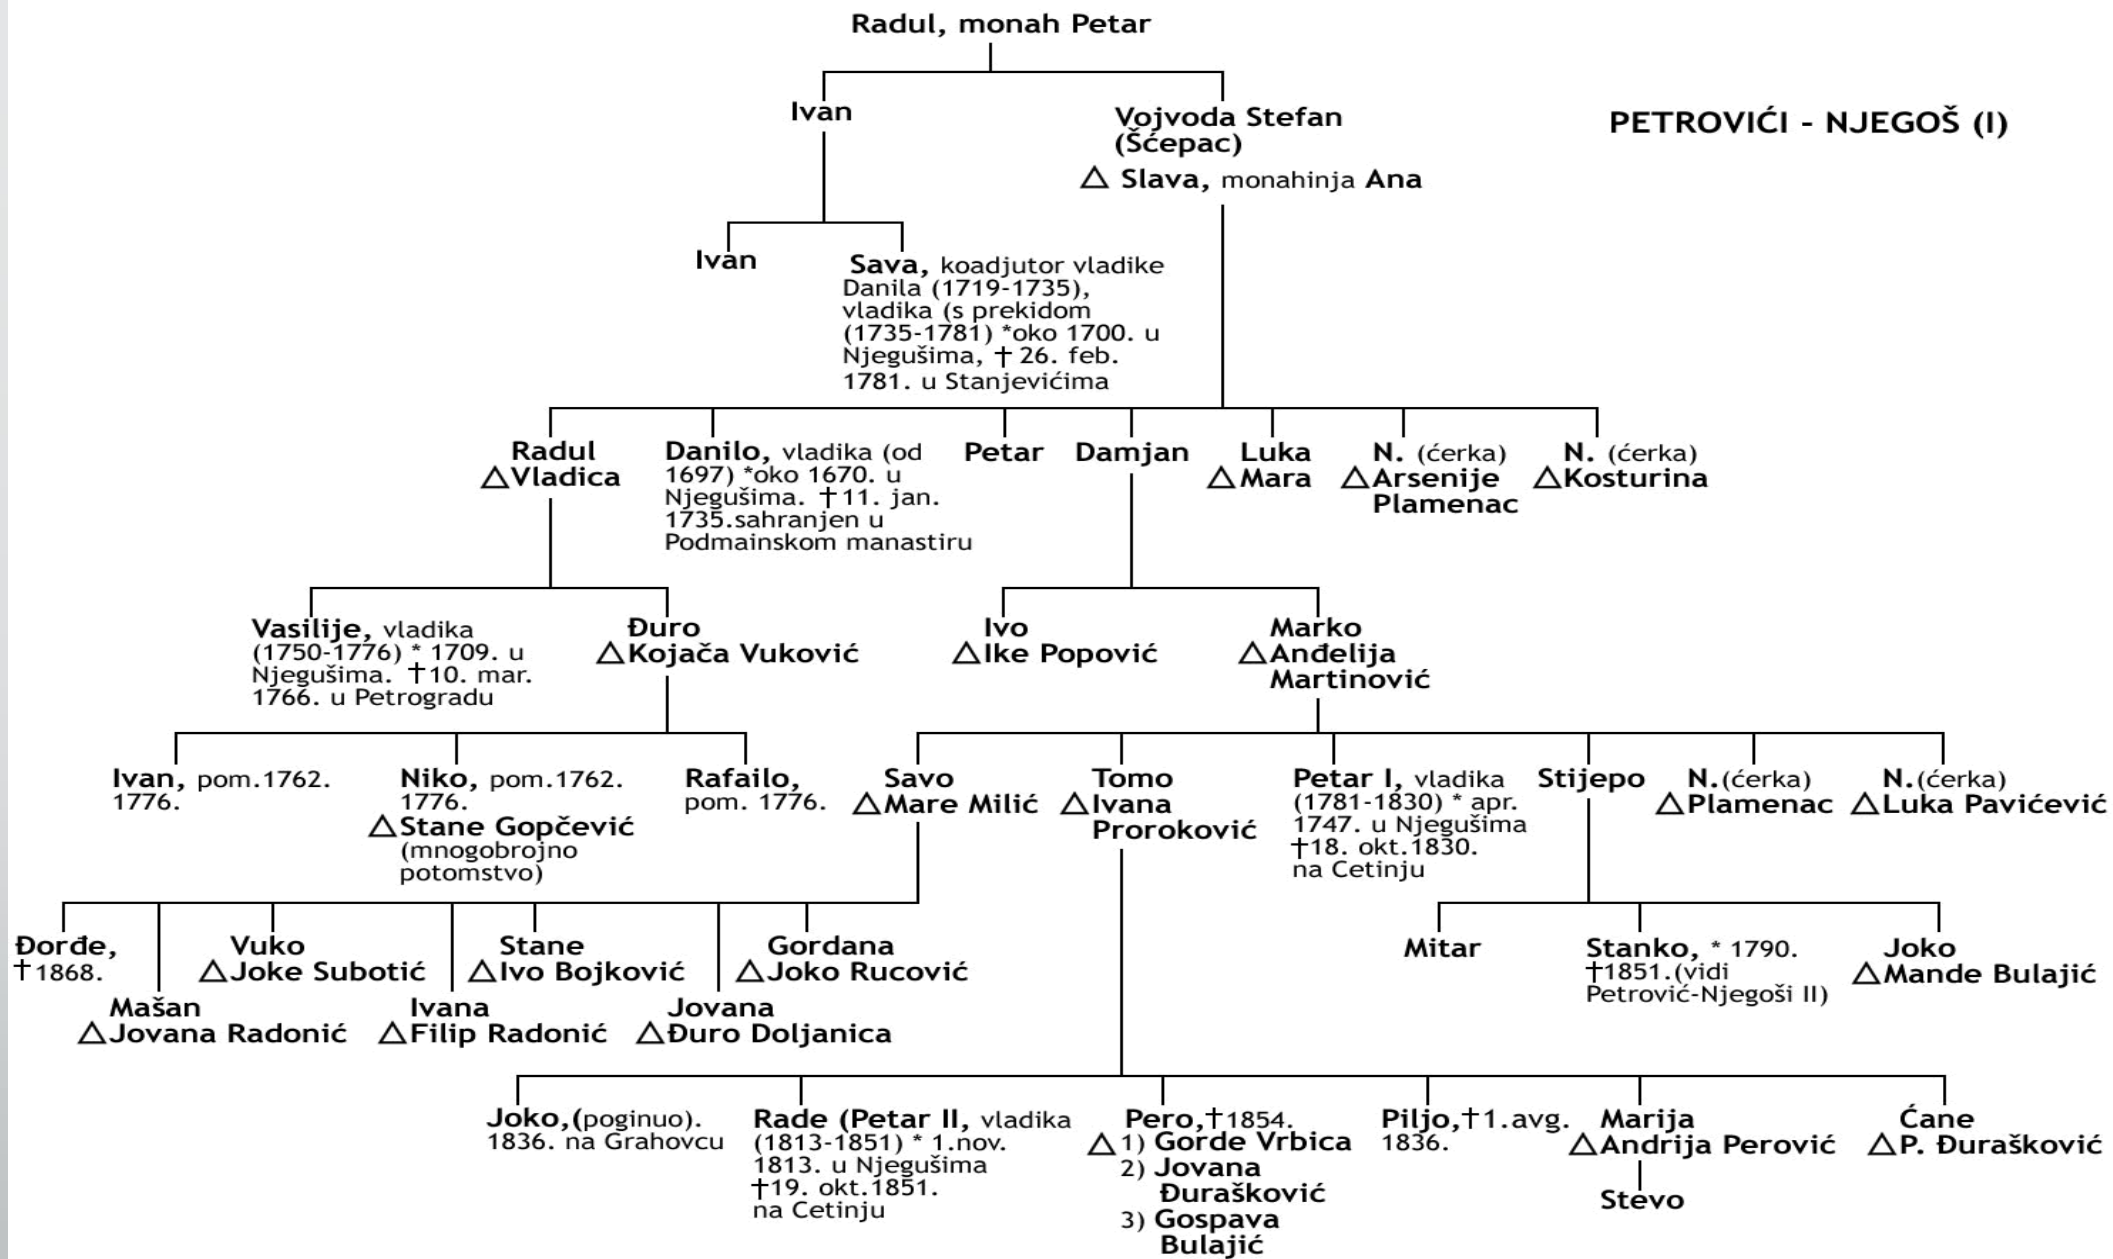 Radul, monah Petar
PETROVIĆI - NJEGOŠ (I)
Ivan
Vojvoda Stefan
(Šćepac)
△ Slava, monahinja Ana
Ivan
Sava, koadjutor vladike
Danila (1719-1735),
vladika (s prekidom
(1735-1781) *oko 1700. u
Njegušima, † 26. feb.
1781. u Stanjevićima
Radul
△Vladica
Danilo, vladika (od
1697) *oko 1670. u
Njegušima. †11. jan.
1735.sahranjen u
Podmainskom manastiru
Petar
Damjan
Luka
△Mara
N. (ćerka)
△Arsenije
Plamenac
N. (ćerka)
△Kosturina
Vasilije, vladika
(1750-1776) * 1709. u
Njegušima. †10. mar.
1766. u Petrogradu
Đuro
△Kojača Vuković
Ivo
△Ike Popović
Marko
△Anđelija
Martinović
Ivan, pom.1762.
1776.
Niko, pom.1762.
1776.
△Stane Gopčević
(mnogobrojno
potomstvo)
Rafailo,
pom. 1776.
Savo
△Mare Milić
Tomo
△Ivana
Proroković
Petar I, vladika
(1781-1830) * apr.
1747. u Njegušima
†18. okt.1830.
na Cetinju
Stijepo
N.(ćerka)
△Plamenac
N.(ćerka)
△Luka Pavićević
Đorđe,
†1868.
Mašan
△Jovana Radonić
Vuko
△Joke Subotić
Ivana
△Filip Radonić
Stane
△Ivo Bojković
Jovana
△Đuro Doljanica
Gordana
△Joko Rucović
Mitar
Stanko, * 1790.
†1851.(vidi
Petrović-Njegoši II)
Joko
△Mande Bulajić
Joko,(poginuo).
1836. na Grahovcu
Rade (Petar II, vladika
(1813-1851) * 1.nov.
1813. u Njegušima
†19. okt.1851.
na Cetinju
Pero,†1854.
△1) Gorde Vrbica
2) Jovana
Đurašković
3) Gospava
Bulajić
Piljo,†1.avg.
1836.
Marija
△Andrija Perović
Stevo
Ćane
△P. Đurašković